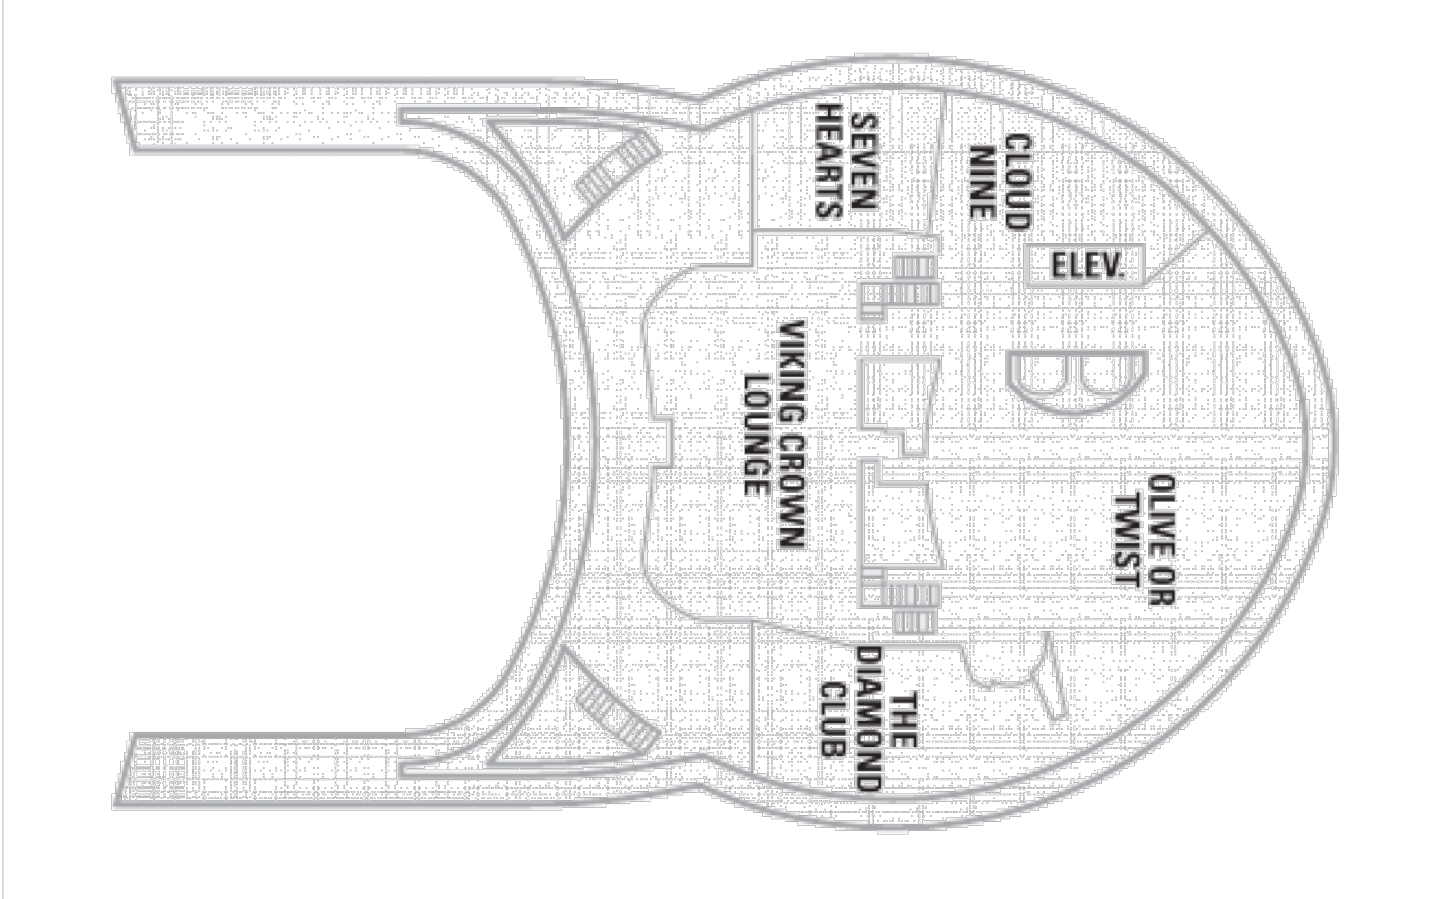 SEVEN
HEARTS
CLOUD
NINE
ELEV.
VIKING CROWN
LOUNGE
OLIVE OR
TWIST
THE
DIAMOND
CLUB